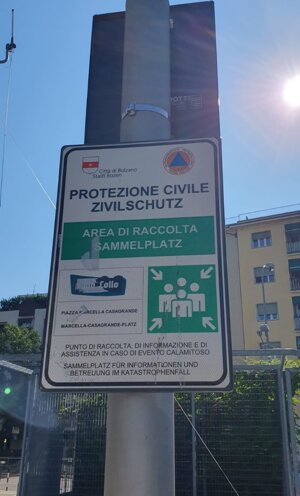 Città di Bolzano
Stadt Bozen
PROTEZIONE CIVILE
ZIVILSCHUTZ
AREA DI RACCOLTA
SAMMELPLATZ
PIAZZA MARCELLA CASAGRANDE
MARCELLA-CASAGRANDE-PLATZ
PUNTO DI RACCOLTA, DI INFORMAZIONE E DI
ASSISTENZA IN CASO DI EVENTO CALAMITOSO
SAMMELPLATZ FÜR INFORMATIONEN UND
BETREUUNG IM KATASTROPHENFALL